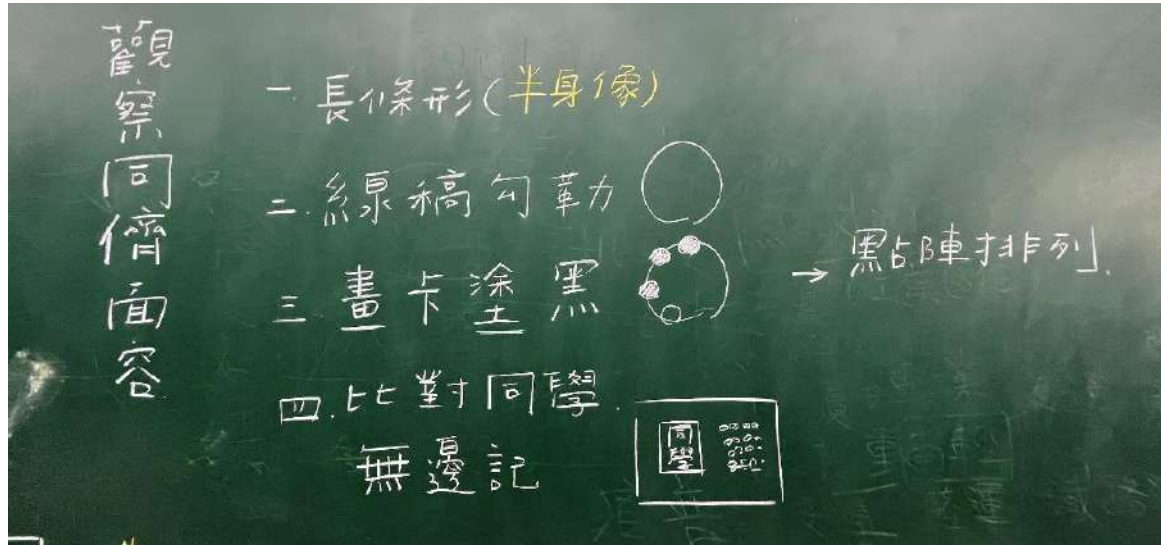 觀察同儕面容
一. 長條形(半身像)
二. 線稿勾勒
三. 畫卡塗黑 → 點陣排列.
四. 比對同學.
無邊記
同學